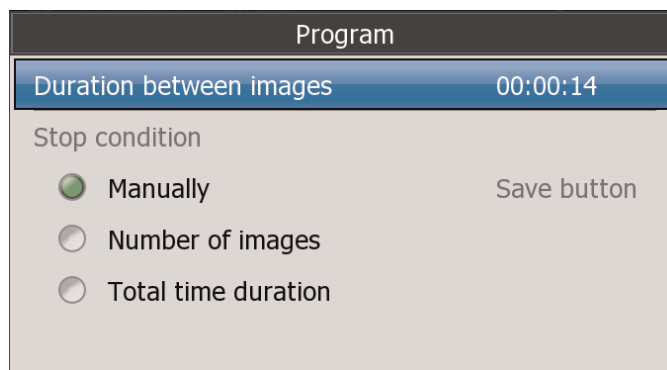 Program
Duration between images 00:00:14
Stop condition
Manually Save button
Number of images
Total time duration